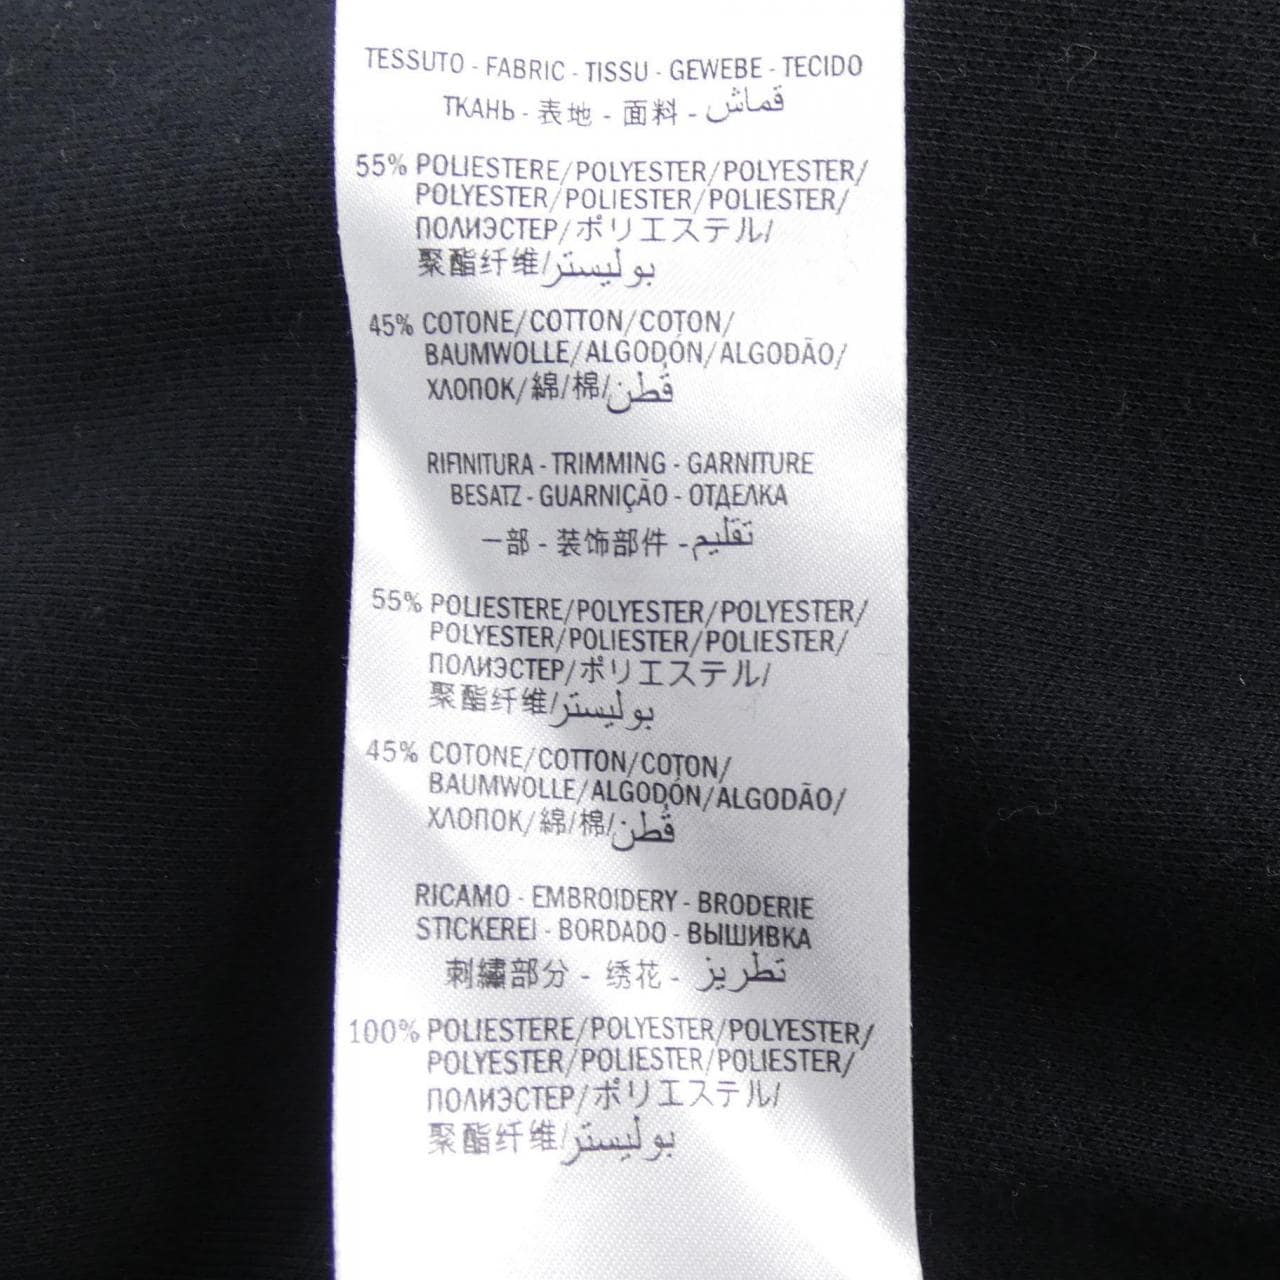 TESSUTO - FABRIC - TISSU - GEWEBE - TECIDO
ТКАНЬ - 表地 - 面料 - قماش
55% POLIESTERE/POLYESTER/POLYESTER/
POLYESTER/POLIESTER/POLIESTER/
ПОЛИЭСТЕР/ポリエステル/
聚酯纤维/بوليستر
45% COTONE/COTTON/COTON/
BAUMWOLLE/ALGODÓN/ALGODÃO/
ХЛОПОК/綿/棉/قُطن
RIFINITURA - TRIMMING - GARNITURE
BESATZ - GUARNIÇÃO - ОТДЕЛКА
一部 - 装饰部件 - تقليم
55% POLIESTERE/POLYESTER/POLYESTER/
POLYESTER/POLIESTER/POLIESTER/
ПОЛИЭСТЕР/ポリエステル/
聚酯纤维/بوليستر
45% COTONE/COTTON/COTON/
BAUMWOLLE/ALGODÓN/ALGODÃO/
ХЛОПОК/綿/棉/قُطن
RICAMO - EMBROIDERY - BRODERIE
STICKEREI - BORDADO - ВЫШИВКА
刺繍部分 - 绣花 - تطريز
100% POLIESTERE/POLYESTER/POLYESTER/
POLYESTER/POLIESTER/POLIESTER/
ПОЛИЭСТЕР/ポリエステル/
聚酯纤维/بوليستر